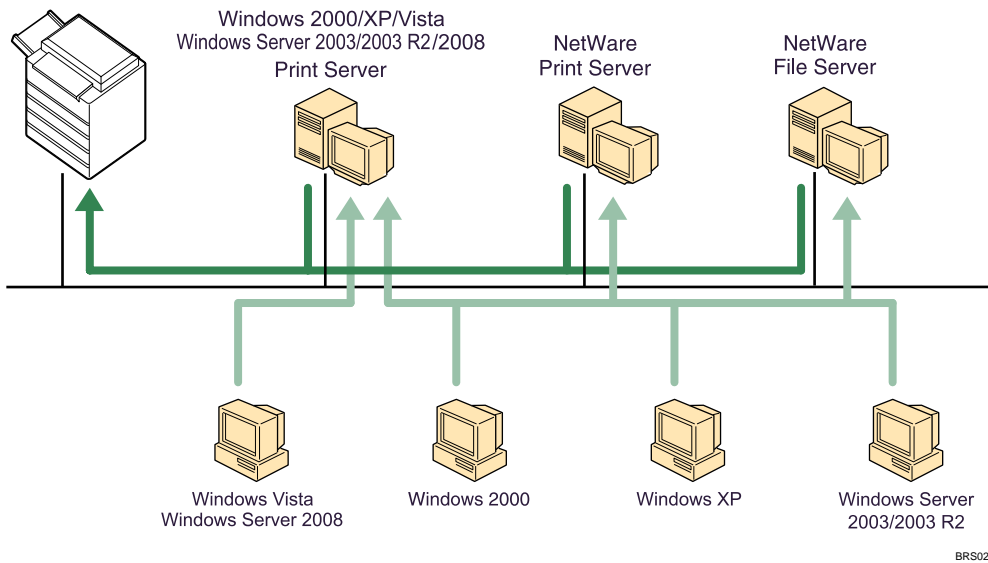 Windows 2000/XP/Vista
Windows Server 2003/2003 R2/2008
Print Server
NetWare
Print Server
NetWare
File Server
Windows Vista
Windows Server 2008
Windows 2000
Windows XP
Windows Server
2003/2003 R2
BRS02